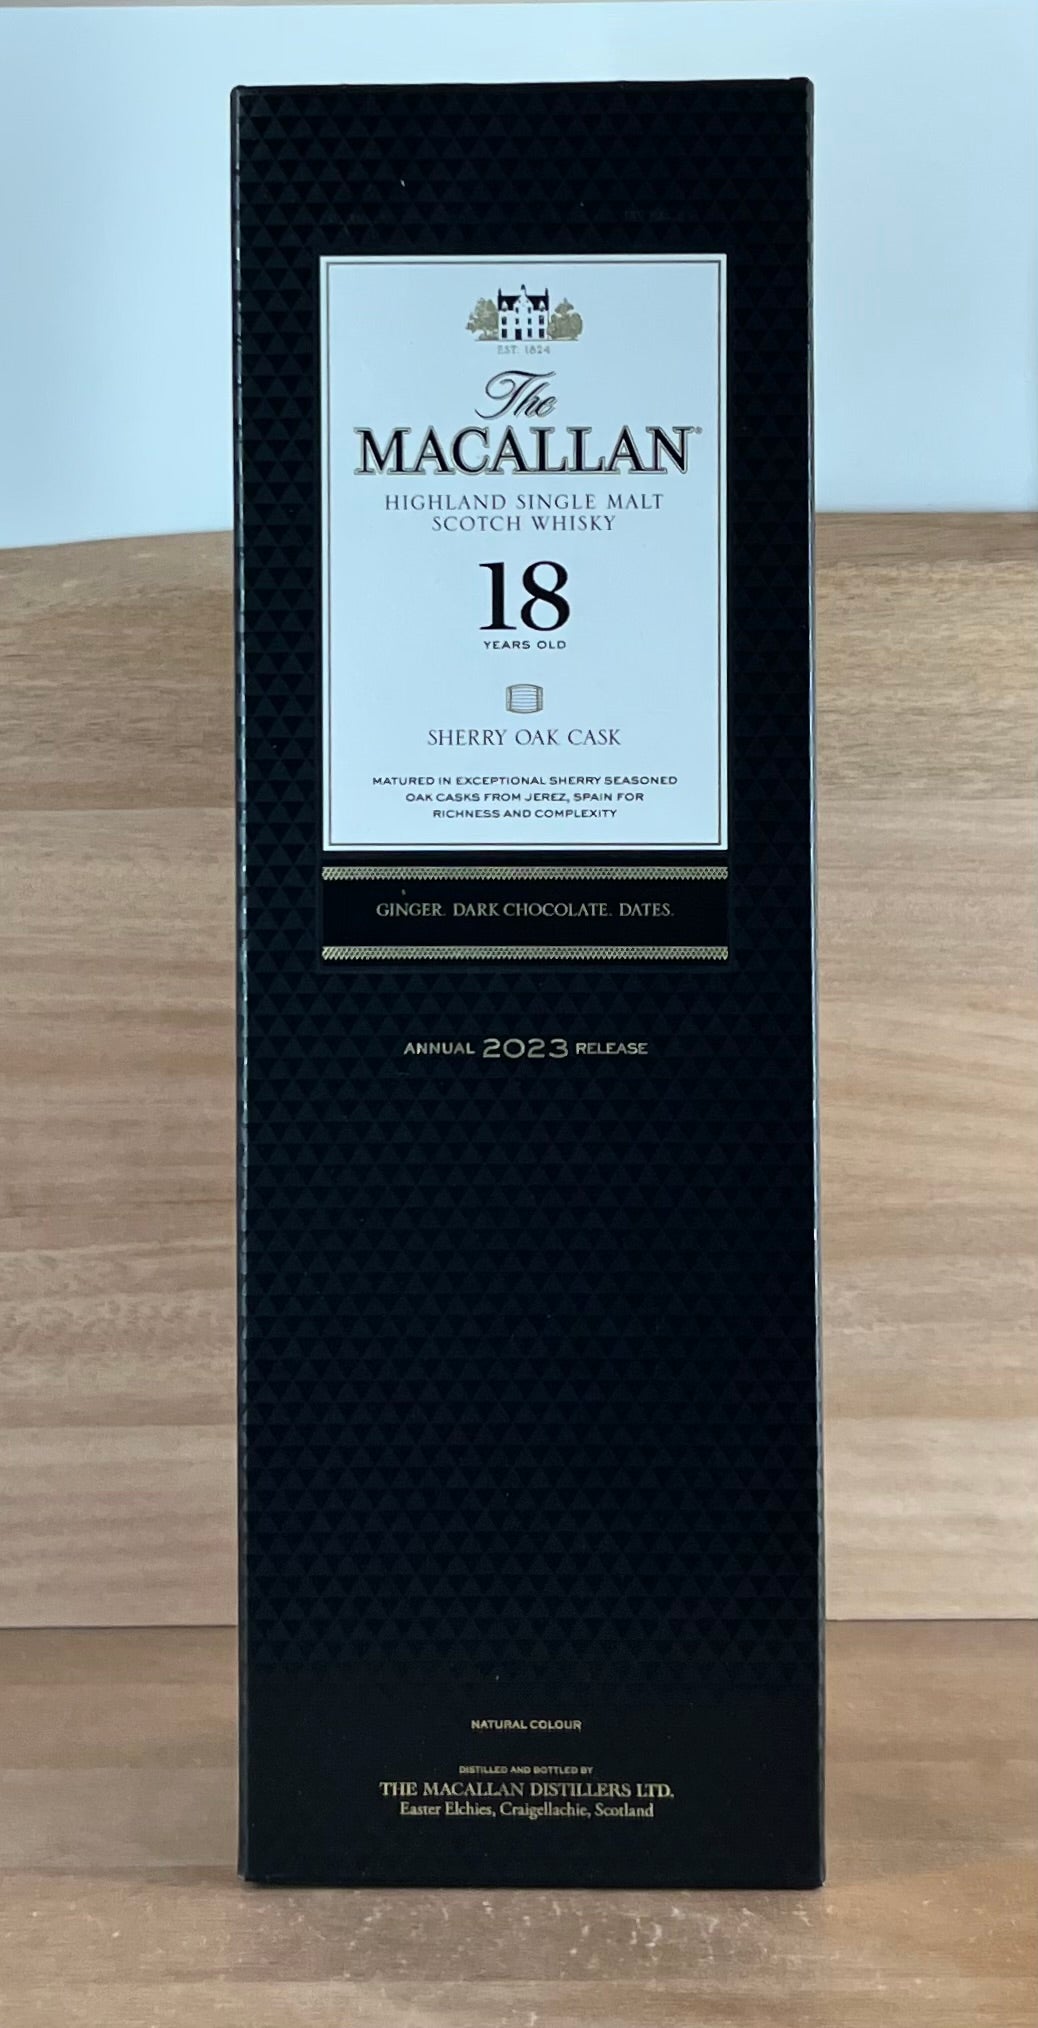 EST. 1824
The
MACALLAN®
HIGHLAND SINGLE MALT
SCOTCH WHISKY
18
YEARS OLD
SHERRY OAK CASK
MATURED IN EXCEPTIONAL SHERRY SEASONED
OAK CASKS FROM JEREZ, SPAIN FOR
RICHNESS AND COMPLEXITY
GINGER. DARK CHOCOLATE. DATES.
ANNUAL 2023 RELEASE
NATURAL COLOUR
DISTILLED AND BOTTLED BY
THE MACALLAN DISTILLERS LTD.
Easter Elchies, Craigellachie, Scotland